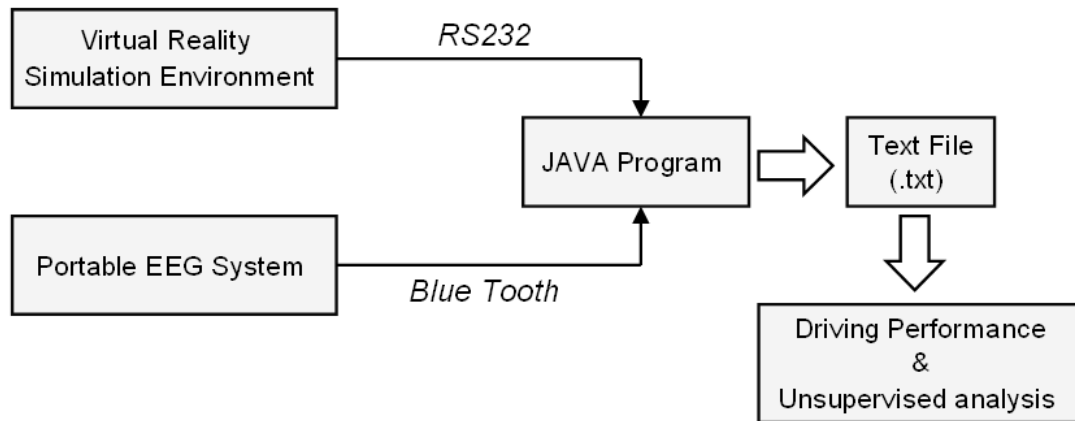 Virtual Reality
Simulation Environment
RS232
JAVA Program
Text File
(.txt)
Portable EEG System
Blue Tooth
Driving Performance
&
Unsupervised analysis